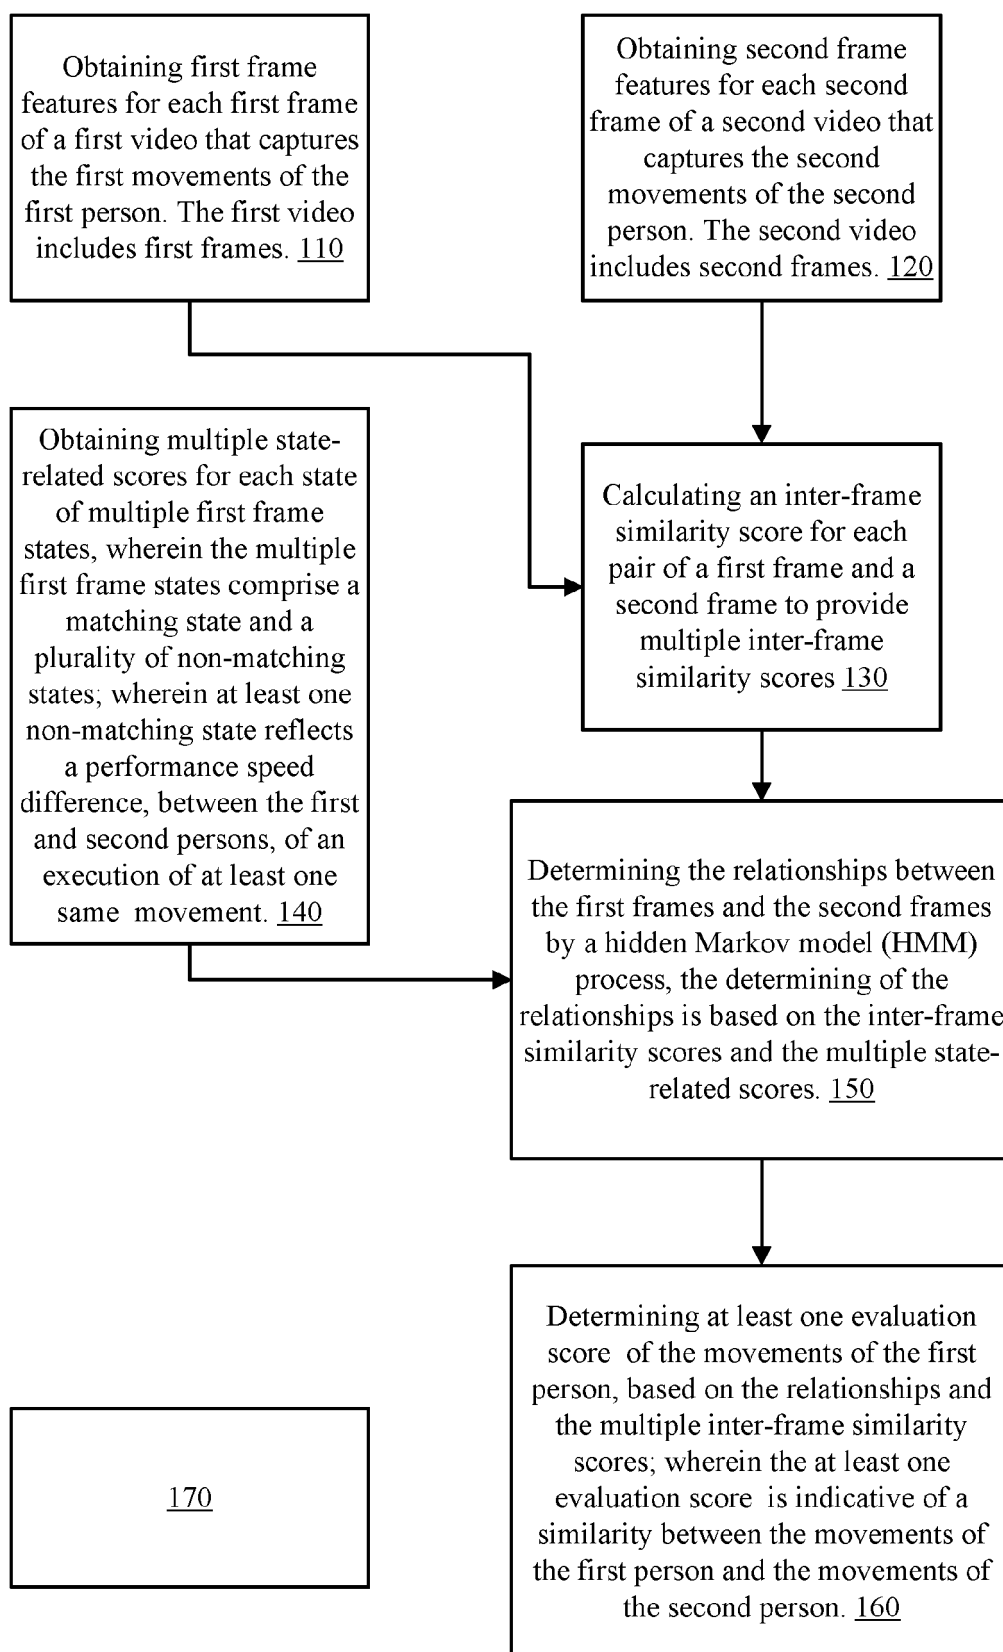 Obtaining first frame
features for each first frame
of a first video that captures
the first movements of the
first person. The first video
includes first frames. 110
Obtaining second frame
features for each second
frame of a second video that
captures the second
movements of the second
person. The second video
includes second frames. 120
Calculating an inter-frame
similarity score for each
pair of a first frame and a
second frame to provide
multiple inter-frame
similarity scores 130
Obtaining multiple state-
related scores for each state
of multiple first frame
states, wherein the multiple
first frame states comprise a
matching state and a
plurality of non-matching
states; wherein at least one
non-matching state reflects
a performance speed
difference, between the first
and second persons, of an
execution of at least one
same movement. 140
Determining the relationships between
the first frames and the second frames
by a hidden Markov model (HMM)
process, the determining of the
relationships is based on the inter-frame
similarity scores and the multiple state-
related scores. 150
Determining at least one evaluation
score of the movements of the first
person, based on the relationships and
the multiple inter-frame similarity
scores; wherein the at least one
evaluation score is indicative of a
similarity between the movements of
the first person and the movements of
the second person. 160
170